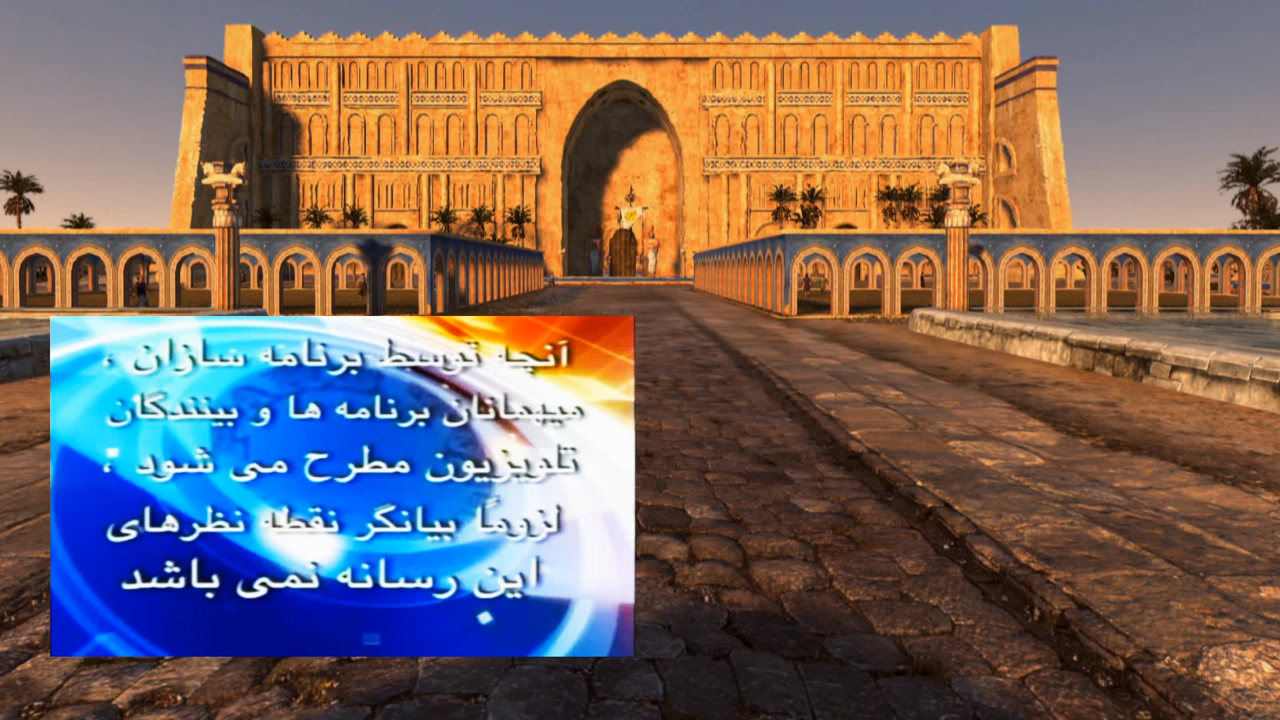 آنچه توسط برنامه سازان ،
میهمانان برنامه ها و بینندگان
تلویزیون مطرح می شود ،
لزوماً بیانگر نقطه نظرهای
این رسانه نمی باشد